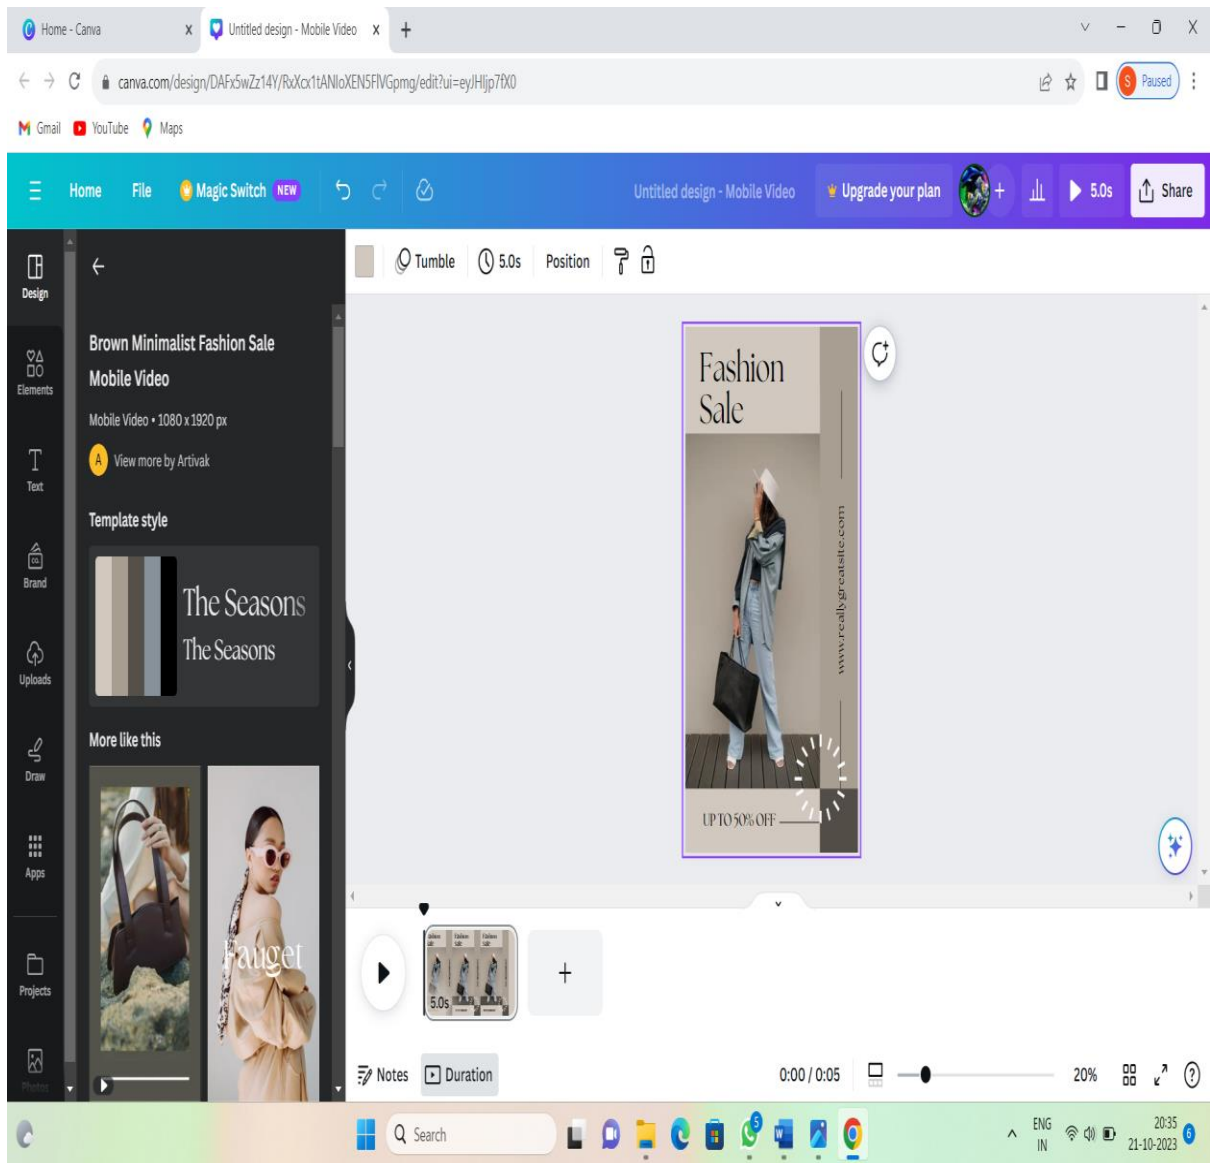 Home - Canva
Untitled design - Mobile Video
canva.com/design/DAFx5wZz14Y/RxXcx1tANIoXEN5FlVGpmg/edit?ui=eyJHIjp7fX0
S Paused
Gmail YouTube Maps
Home File Magic Switch NEW
Untitled design - Mobile Video
Upgrade your plan
5.0s
Share
Tumble 5.0s Position
Design
Elements
Text
CO.
Brand
Uploads
Draw
Apps
Projects
Photos
Brown Minimalist Fashion Sale
Mobile Video
Mobile Video • 1080 x 1920 px
A View more by Artivak
Template style
The Seasons
The Seasons
More like this
Fauget
Fashion
Sale
www.reallygreatsite.com
UP TO 50% OFF
5.0s
Notes Duration
0:00 / 0:05
20%
Search
5
ENG
IN
20:35
21-10-2023
6